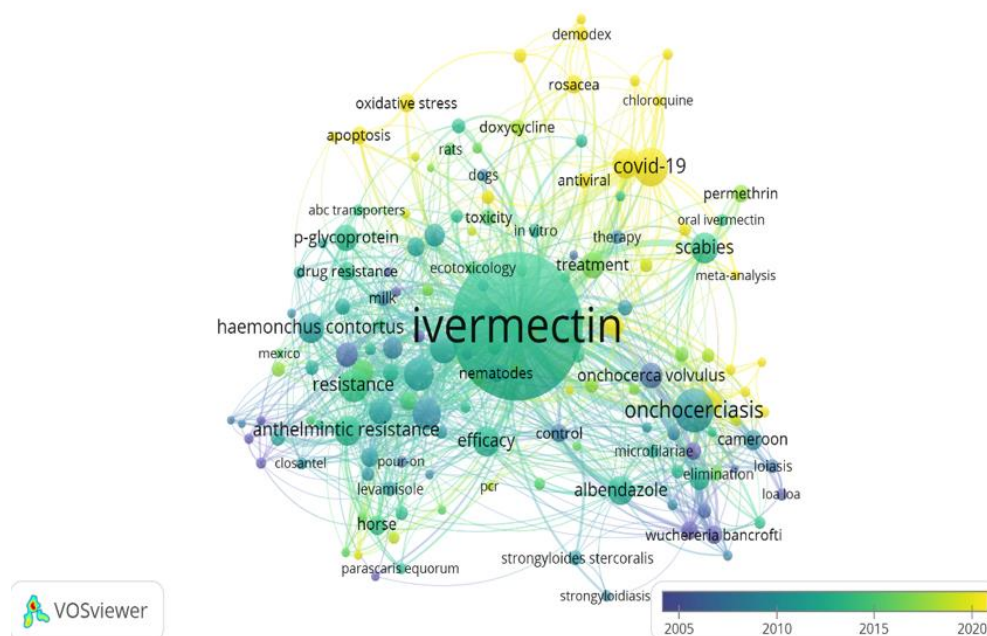 demodex
rosacea
chloroquine
oxidative stress
apoptosis
doxycycline
rats
dogs
covid-19
antiviral
permethrin
abc transporters
toxicity
oral ivermectin
p-glycoprotein
in vitro
therapy
scabies
drug resistance
ecotoxicology
treatment
meta-analysis
milk
haemonchus contortus
ivermectin
mexico
nematodes
onchocerca volvulus
resistance
onchocerciasis
anthelmintic resistance
efficacy
control
cameroon
microfilariae
closantel
pour-on
elimination
loiasis
levamisole
pcr
albendazole
loa loa
horse
wuchereria bancrofti
parascaris equorum
strongyloides stercoralis
strongyloidiasis
VOSviewer
2005
2010
2015
2020